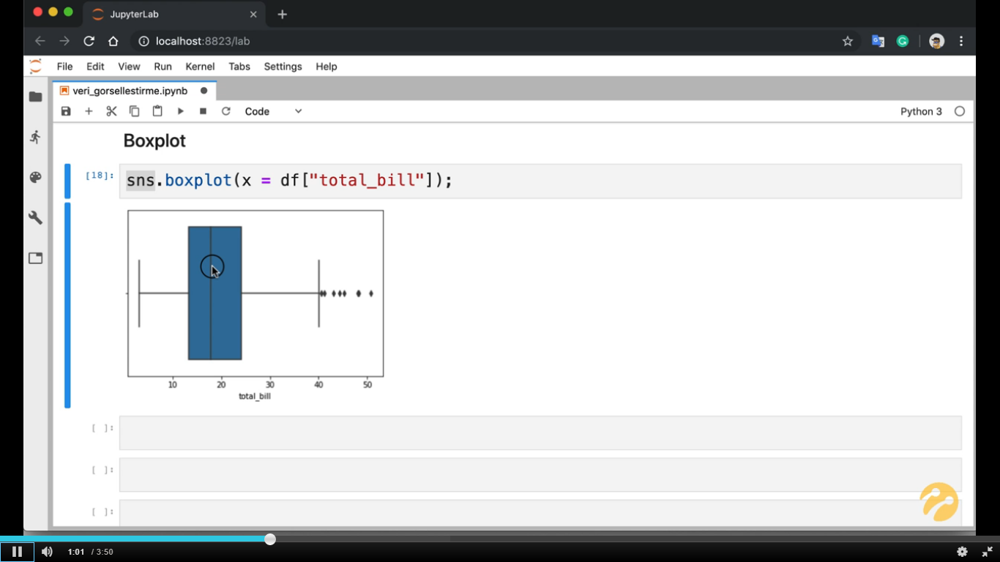 JupyterLab
localhost:8823/lab
File Edit View Run Kernel Tabs Settings Help
veri_gorsellestirme.ipynb
Code
Python 3
Boxplot
[18]: sns.boxplot(x = df["total_bill"]);
10 20 30 40 50
total_bill
[ ]:
[ ]:
[ ]:
1:01 / 3:50